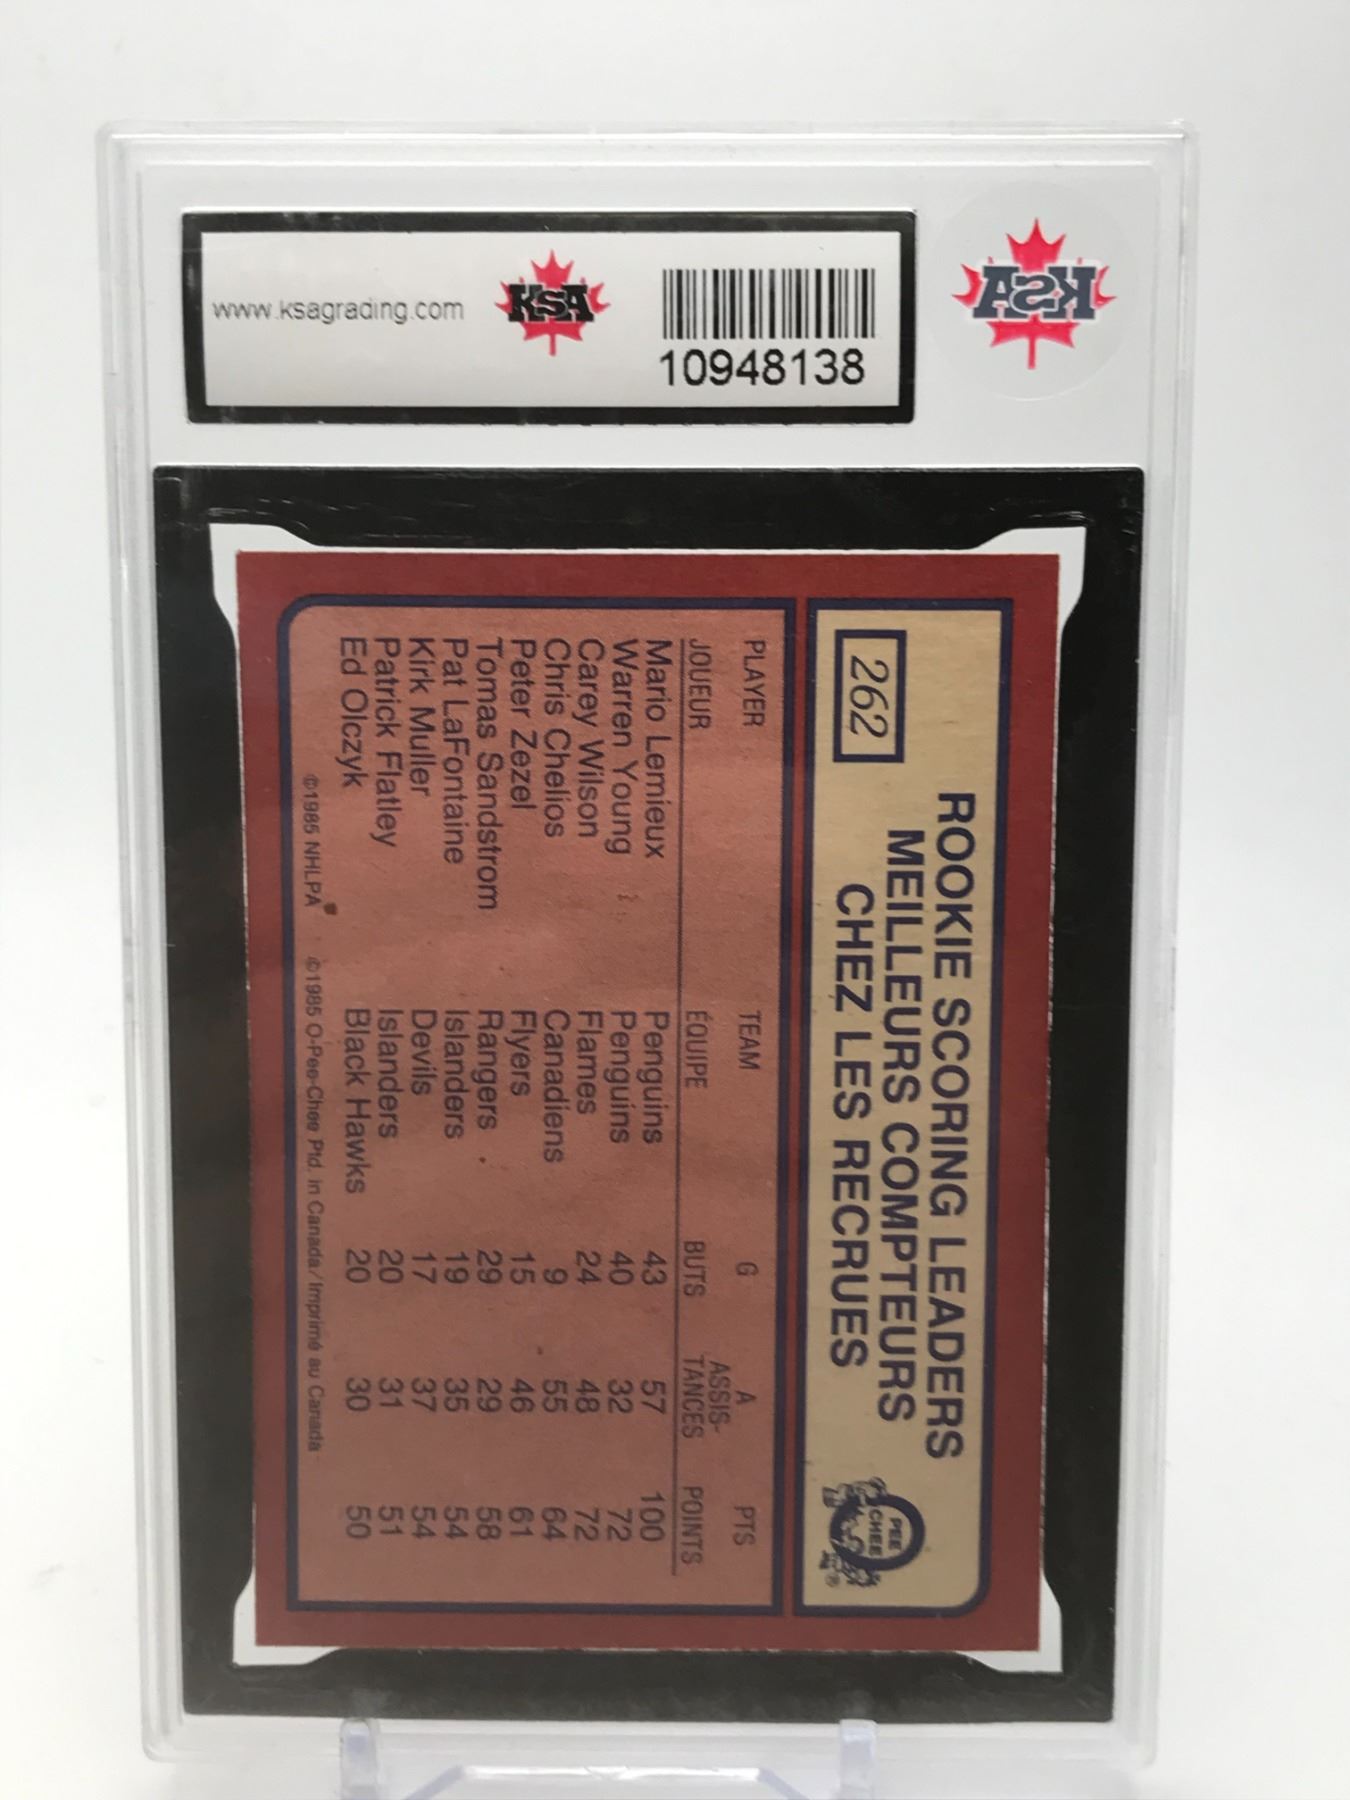 www.ksagrading.com
KSA
10948138
KSA
262
ROOKIE SCORING LEADERS
MEILLEURS COMPTEURS
CHEZ LES RECRUES
O PEE CHEE ®
PLAYER TEAM G A PTS
JOUEUR ÉQUIPE BUTS ASSIS-TANCES POINTS
Mario Lemieux Penguins 43 57 100
Warren Young Penguins 40 32 72
Carey Wilson Flames 24 48 72
Chris Chelios Canadiens 9 55 64
Peter Zezel Flyers 15 46 61
Tomas Sandstrom Rangers 29 29 58
Pat LaFontaine Islanders 19 35 54
Kirk Muller Devils 17 37 54
Patrick Flatley Islanders 20 31 51
Ed Olczyk Black Hawks 20 30 50
©1985 NHLPA ©1985 O-Pee-Chee Ptd. in Canada/Imprimé au Canada